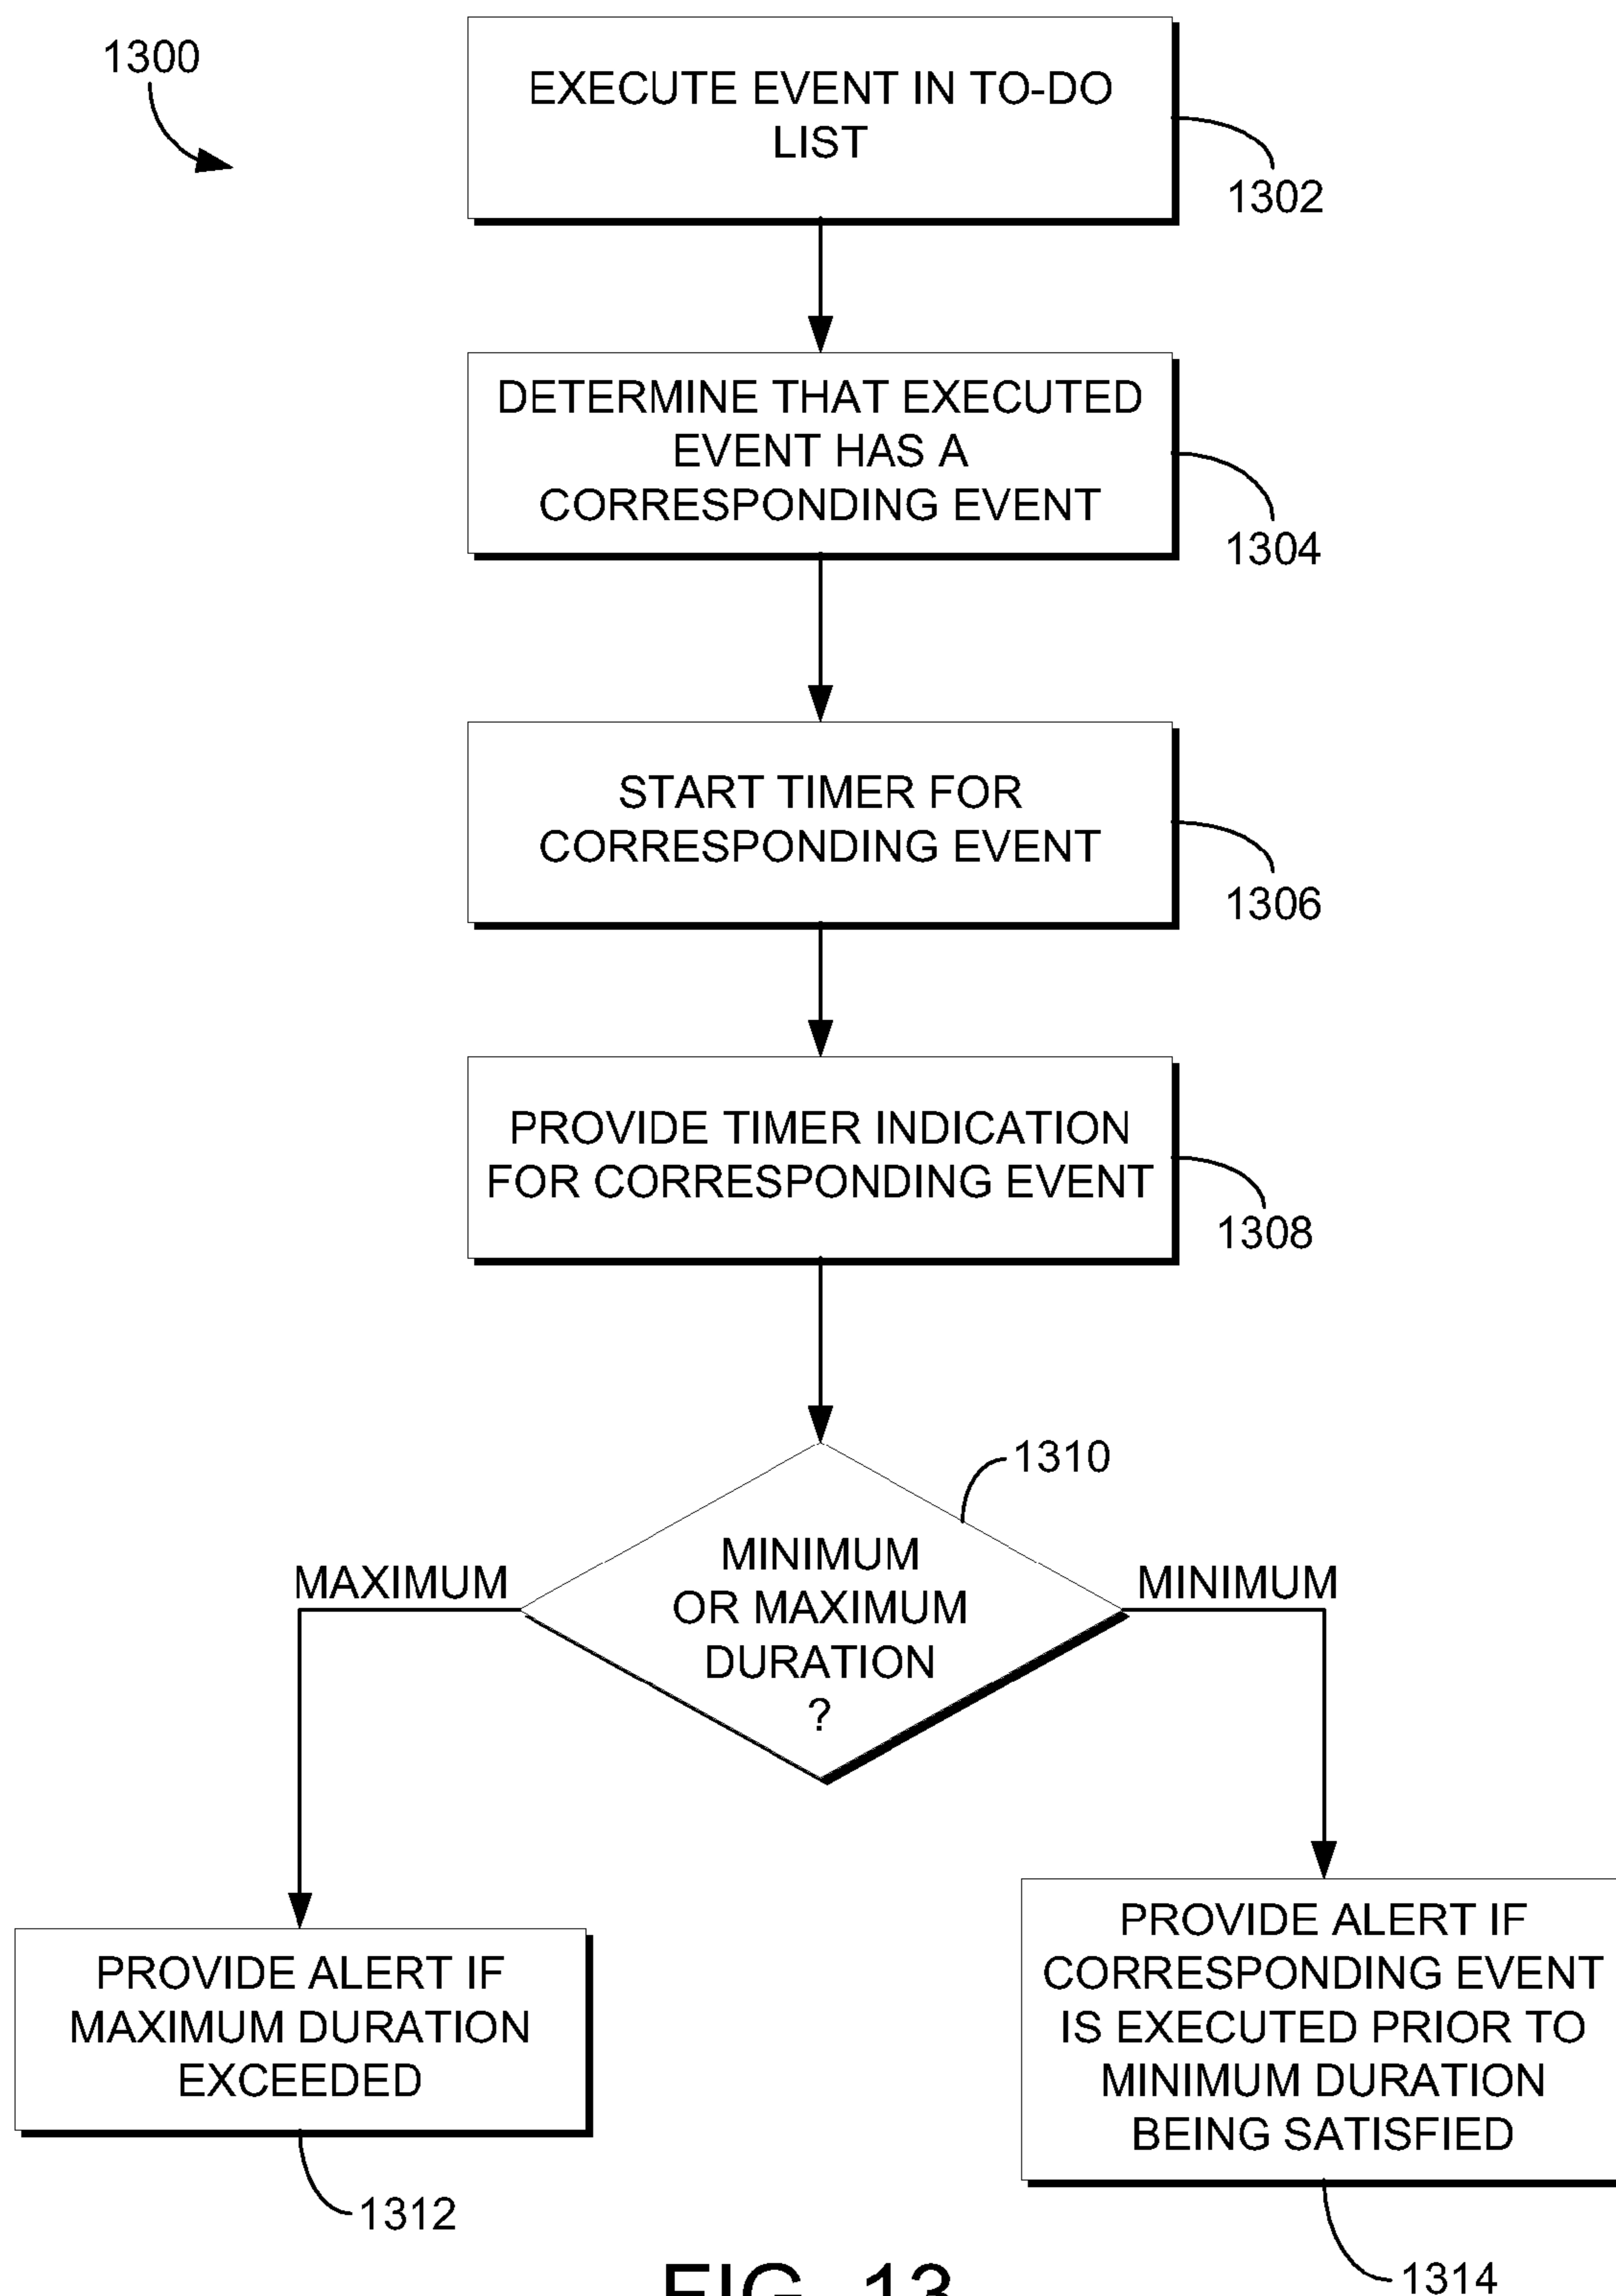 1300
EXECUTE EVENT IN TO-DO
LIST
1302
DETERMINE THAT EXECUTED
EVENT HAS A
CORRESPONDING EVENT
1304
START TIMER FOR
CORRESPONDING EVENT
1306
PROVIDE TIMER INDICATION
FOR CORRESPONDING EVENT
1308
1310
MINIMUM
OR MAXIMUM
DURATION
?
MAXIMUM
MINIMUM
PROVIDE ALERT IF
MAXIMUM DURATION
EXCEEDED
1312
PROVIDE ALERT IF
CORRESPONDING EVENT
IS EXECUTED PRIOR TO
MINIMUM DURATION
BEING SATISFIED
1314
FIG. 13